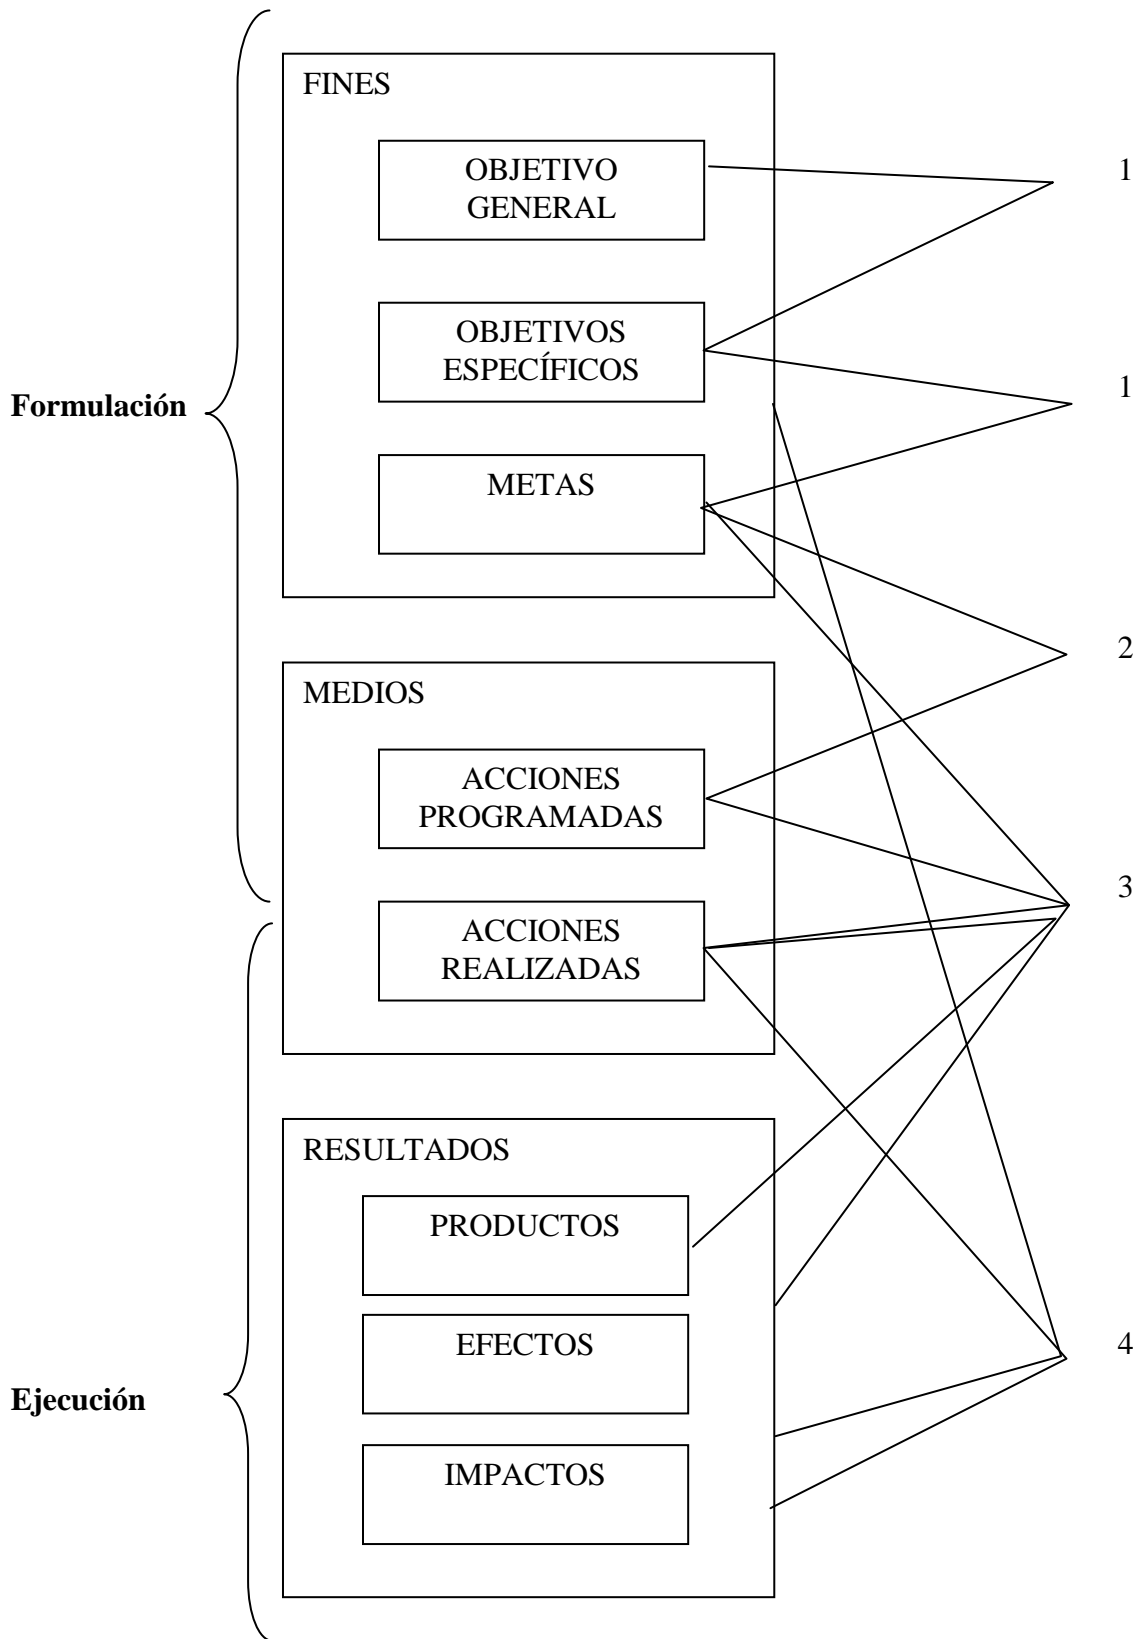 FINES
OBJETIVO
GENERAL
1
OBJETIVOS
ESPECÍFICOS
Formulación
1
METAS
2
MEDIOS
ACCIONES
PROGRAMADAS
3
ACCIONES
REALIZADAS
RESULTADOS
PRODUCTOS
EFECTOS
4
Ejecución
IMPACTOS